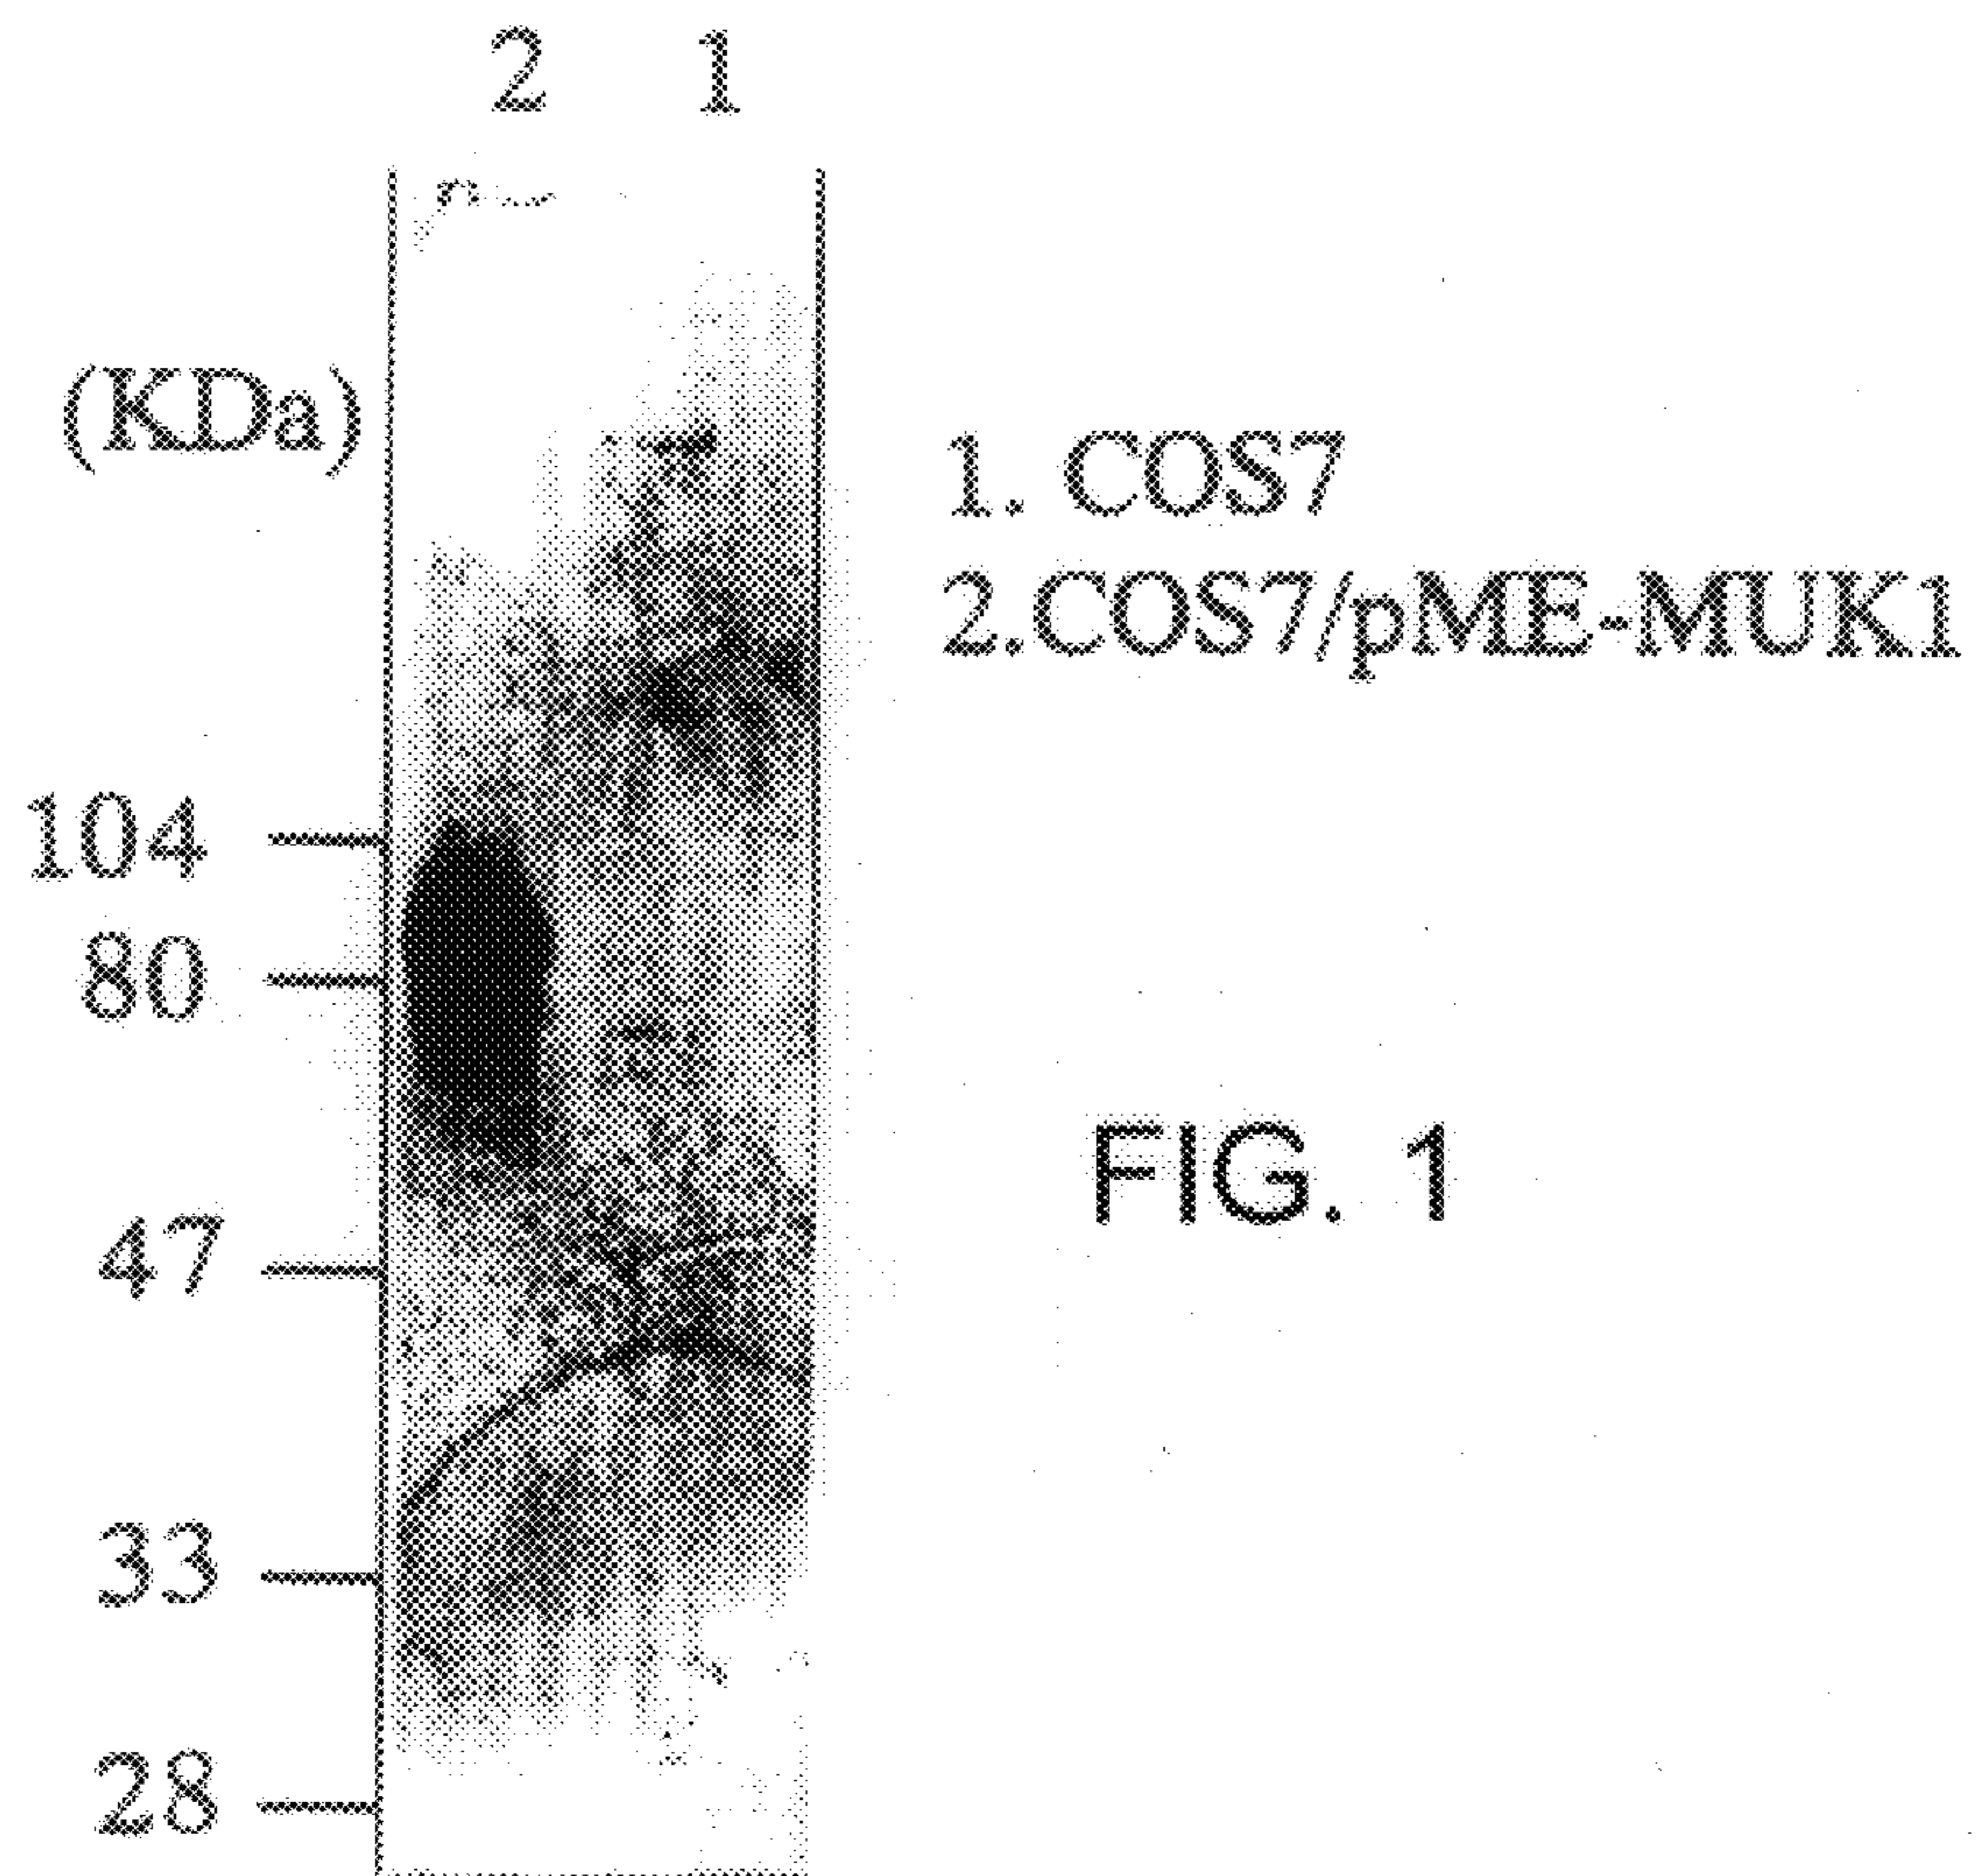 2 1
(KDa)
1. COS7
2.COS7/pME-MUK1
104
80
FIG. 1
47
33
28